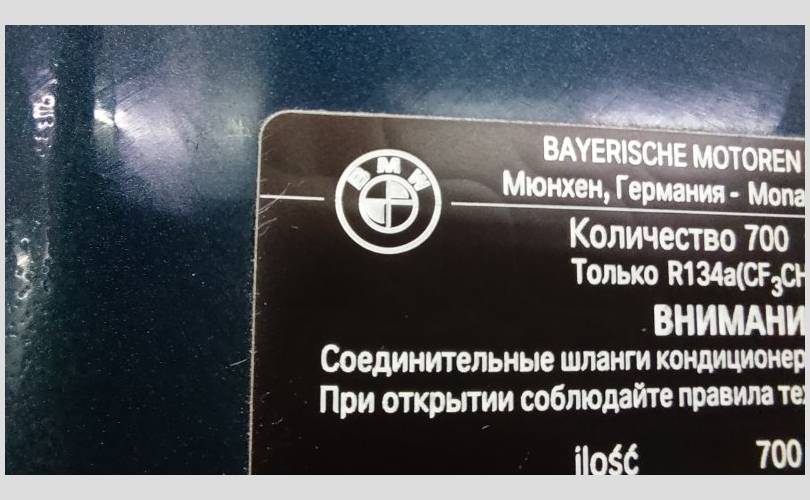 BMW
BAYERISCHE MOTOREN
Мюнхен, Германия - Mona
Количество 700
Только R134a(CF₃CH
ВНИМАНИ
Соединительные шланги кондиционер
При открытии соблюдайте правила тех
ilość 700